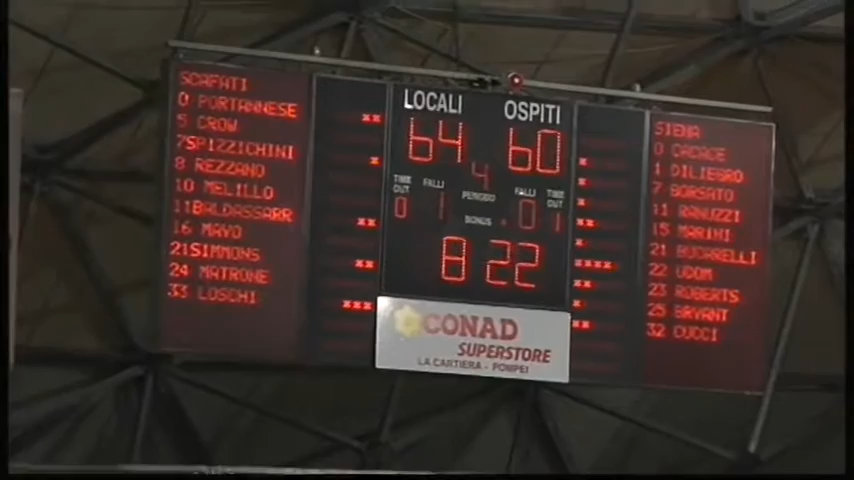 SCAFATI
0 PORTANNESE
5 CROW
7SPIZZICHINI
8 REZZANO
10 MELILLO
11BALDASSARR
16 MAYO
21SIMMONS
24 MATRONE
33 LOSCHI
LOCALI OSPITI
64 60
4
PERIODO
TIME OUT FALLI FALLI TIME OUT
0 1 BONUS 0 1
8 22
CONAD
SUPERSTORE
LA CARTIERA - POMPEI
SIENA
0 CACACE
1 DILIEGRO
7 BORSATO
11 RANUZZI
15 MARINI
21 BUCARELLI
22 UDOM
23 ROBERTS
25 BRYANT
32 CUCCI